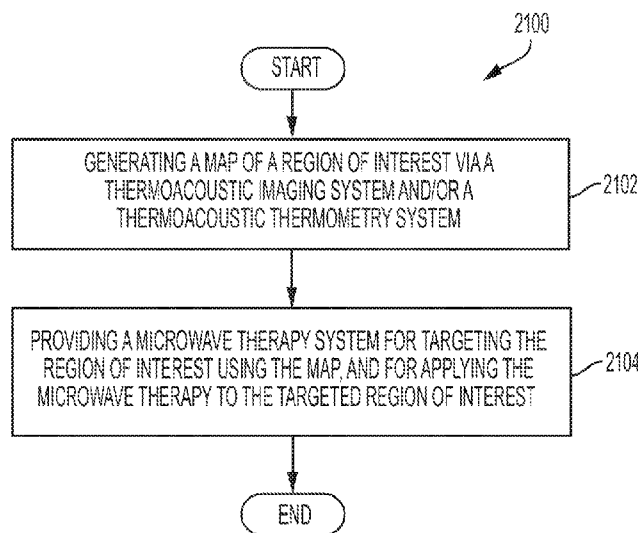 2100
START
GENERATING A MAP OF A REGION OF INTEREST VIA A
THERMOACOUSTIC IMAGING SYSTEM AND/OR A
THERMOACOUSTIC THERMOMETRY SYSTEM
2102
PROVIDING A MICROWAVE THERAPY SYSTEM FOR TARGETING THE
REGION OF INTEREST USING THE MAP, AND FOR APPLYING THE
MICROWAVE THERAPY TO THE TARGETED REGION OF INTEREST
2104
END